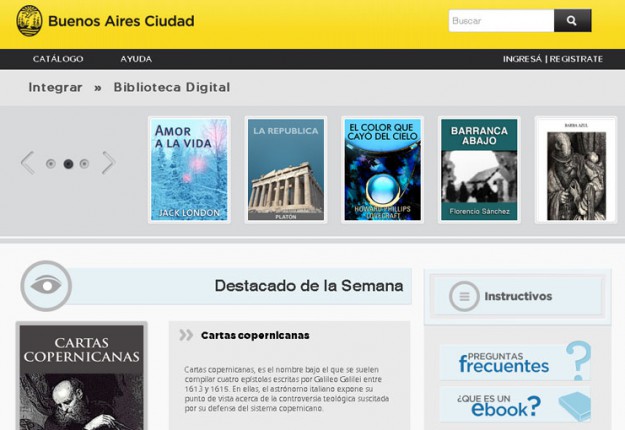 Buenos Aires Ciudad
Buscar
CATÁLOGO AYUDA INGRESÁ | REGISTRATE
Integrar » Biblioteca Digital
AMOR
A LA VIDA
JACK LONDON
LA REPUBLICA
PLATÓN
EL COLOR QUE
CAYÓ DEL CIELO
HOWARD PHILLIPS
LOVECRAFT
BARRANCA
ABAJO
Florencio Sánchez
BARBA AZUL
Destacado de la Semana
Instructivos
CARTAS
COPERNICANAS
Cartas copernicanas
Cartas copernicanas, es el nombre bajo el que se suelen
compilar cuatro epístolas escritas por Galileo Galilei entre
1613 y 1615. En ellas, el astrónomo italiano expone su
punto de vista acerca de la controversia teológica suscitada
por su defensa del sistema copernicano.
PREGUNTAS
frecuentes ?
¿QUE ES UN
ebook?